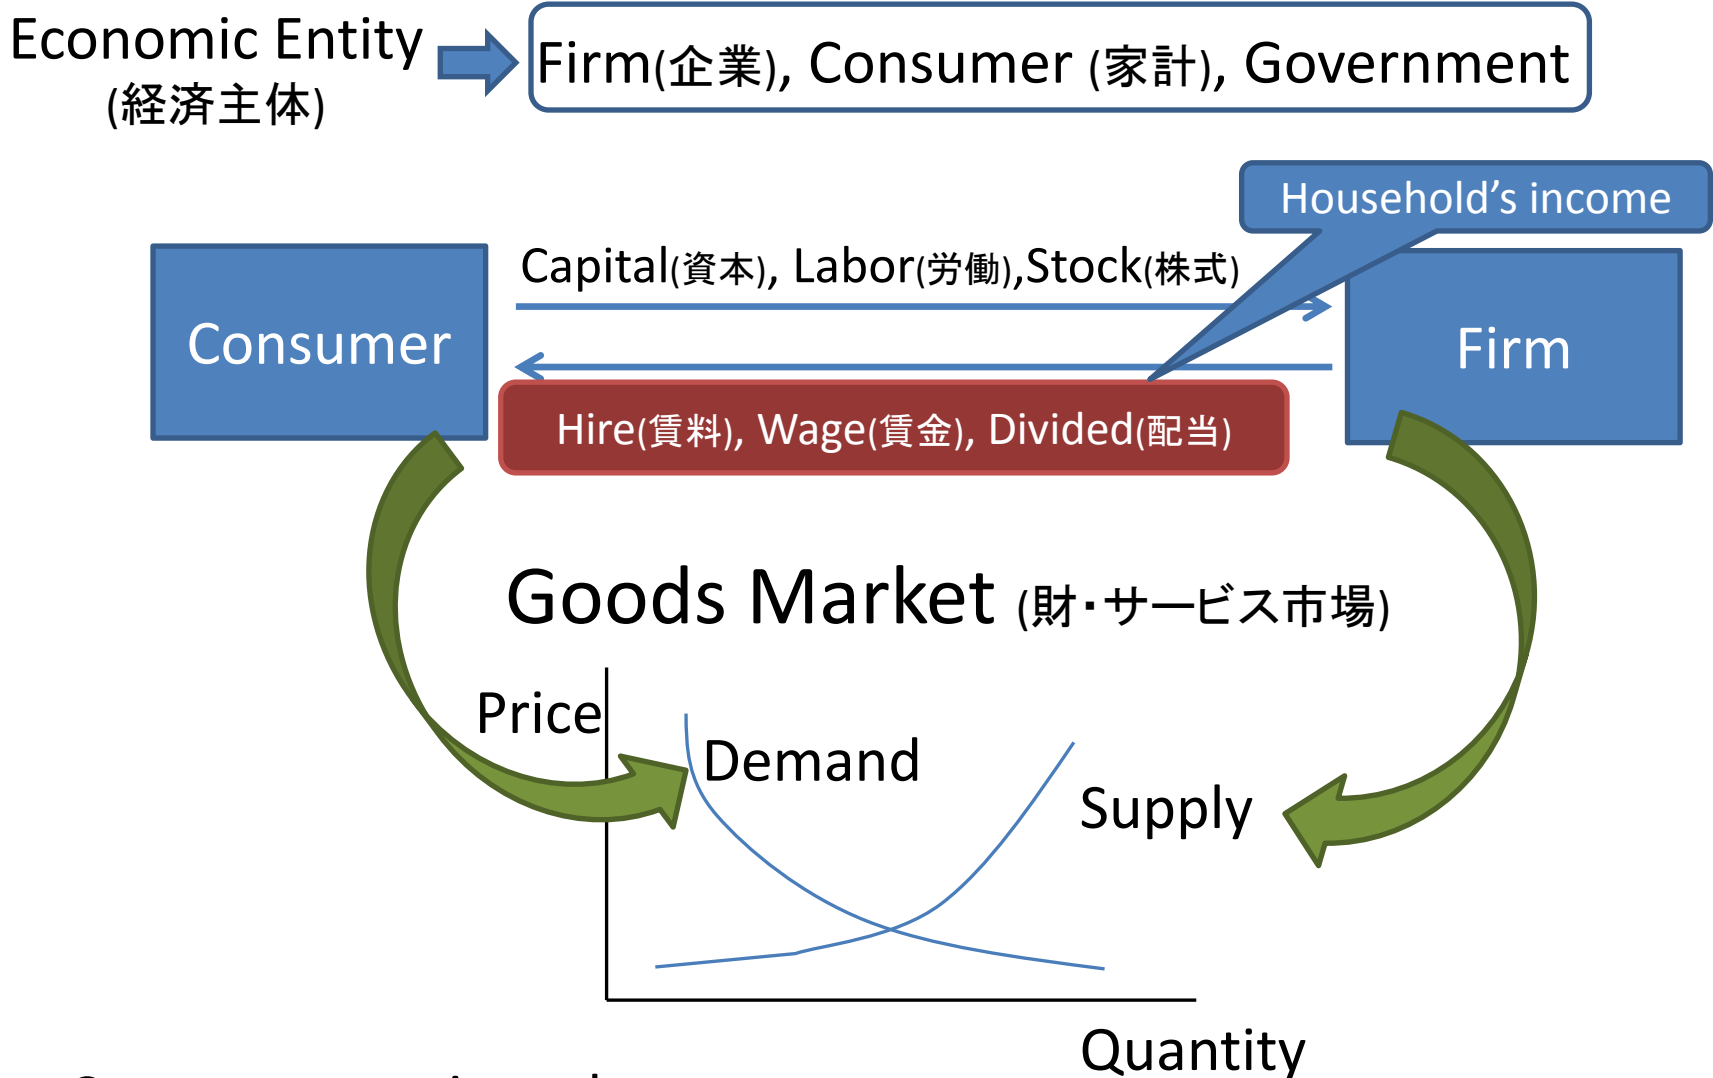 Economic Entity
(経済主体)
Firm(企業), Consumer (家計), Government
Household's income
Capital(資本), Labor(労働),Stock(株式)
Consumer
Firm
Hire(賃料), Wage(賃金), Divided(配当)
Goods Market (財・サービス市場)
Price
Demand
Supply
Quantity